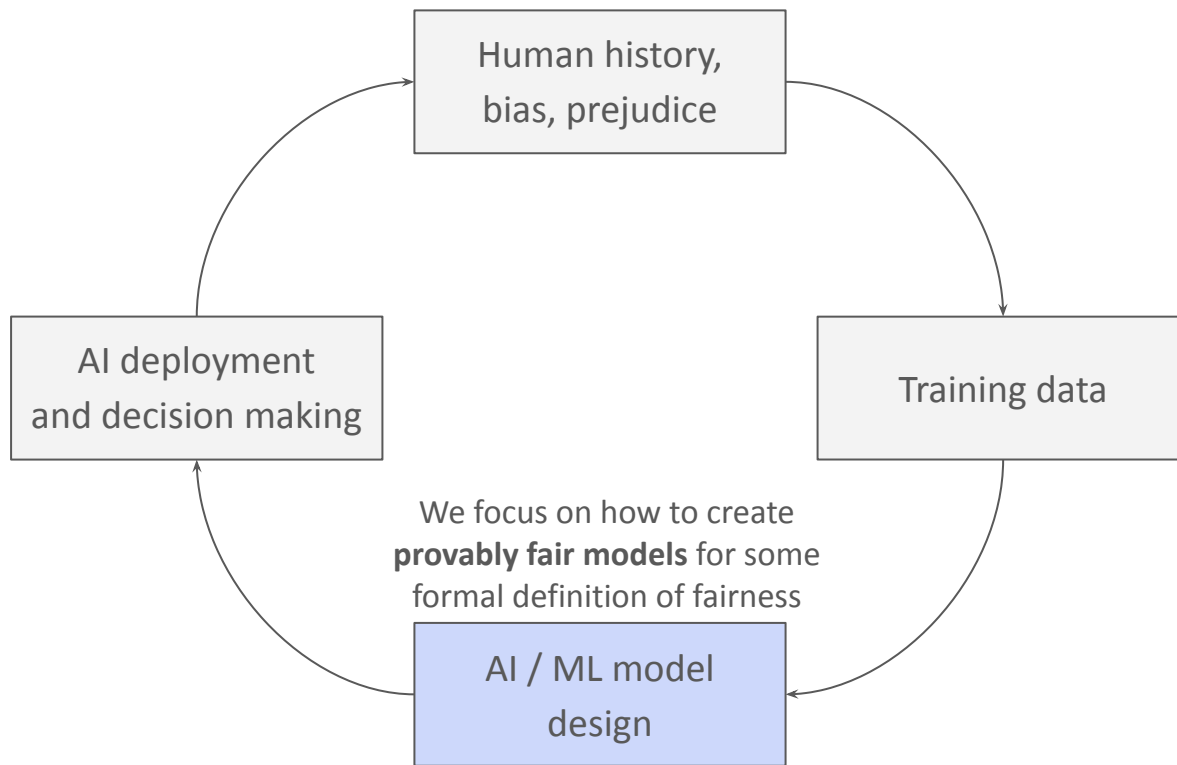 Human history,
bias, prejudice
AI deployment
and decision making
Training data
We focus on how to create
provably fair models for some
formal definition of fairness
AI / ML model
design